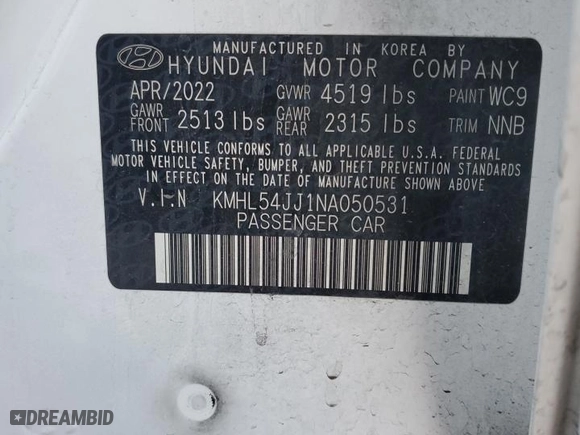 MANUFACTURED IN KOREA BY
HYUNDAI MOTOR COMPANY
APR/2022 GVWR 4519 lbs PAINT WC9
GAWR FRONT 2513 lbs GAWR REAR 2315 lbs TRIM NNB
THIS VEHICLE CONFORMS TO ALL APPLICABLE U.S.A. FEDERAL
MOTOR VEHICLE SAFETY, BUMPER, AND THEFT PREVENTION STANDARDS
IN EFFECT ON THE DATE OF MANUFACTURE SHOWN ABOVE
V.I.N KMHL54JJ1NA050531
PASSENGER CAR
DREAMBID